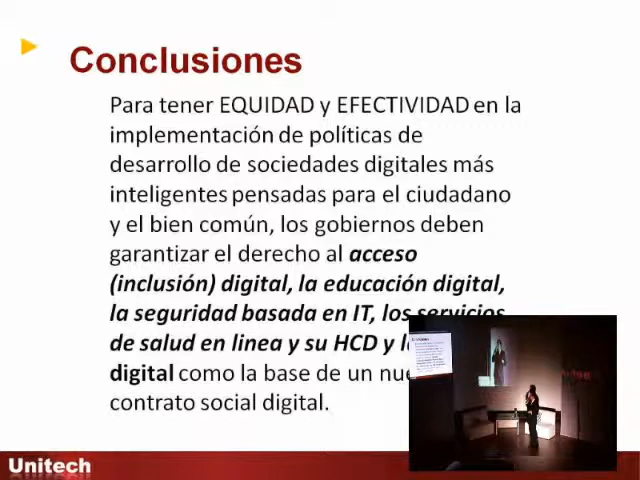 Conclusiones
Para tener EQUIDAD y EFECTIVIDAD en la
implementación de políticas de
desarrollo de sociedades digitales más
inteligentes pensadas para el ciudadano
y el bien común, los gobiernos deben
garantizar el derecho al acceso
(inclusión) digital, la educación digital,
la seguridad basada en IT, los servicios
de salud en linea y su HCD y
digital como la base de un
contrato social digital.
Unitech